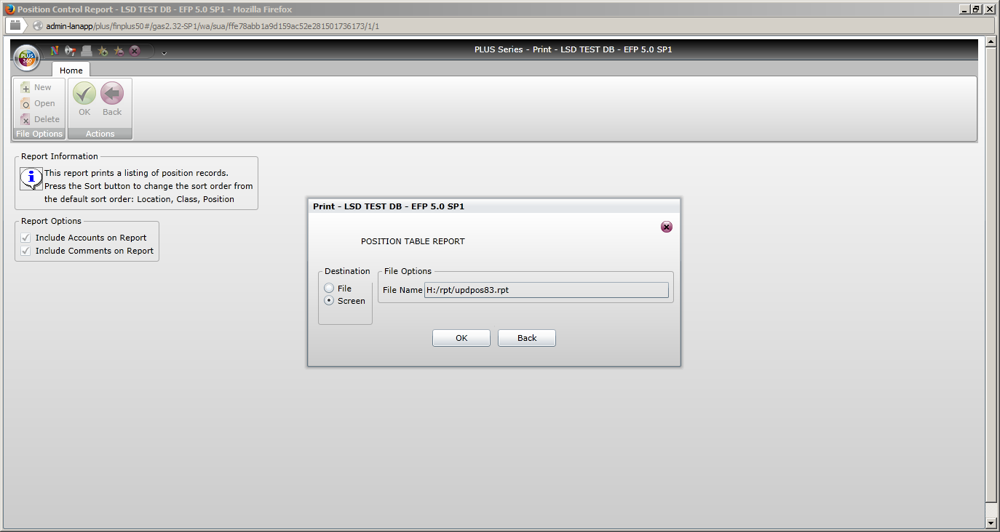 Position Control Report - LSD TEST DB - EFP 5.0 SP1 - Mozilla Firefox
admin-lanapp/plus/finplus50#/gas2.32-SP1/wa/sua/ffe78abb1a9d159ac52e281501736173/1/1
PLUS 360
N
PLUS Series - Print - LSD TEST DB - EFP 5.0 SP1
Home
New
Open
Delete
File Options
OK
Back
Actions
Report Information
i
This report prints a listing of position records.
Press the Sort button to change the sort order from
the default sort order: Location, Class, Position
Report Options
Include Accounts on Report
Include Comments on Report
Print - LSD TEST DB - EFP 5.0 SP1
POSITION TABLE REPORT
Destination
File
Screen
File Options
File Name H:/rpt/updpos83.rpt
OK
Back